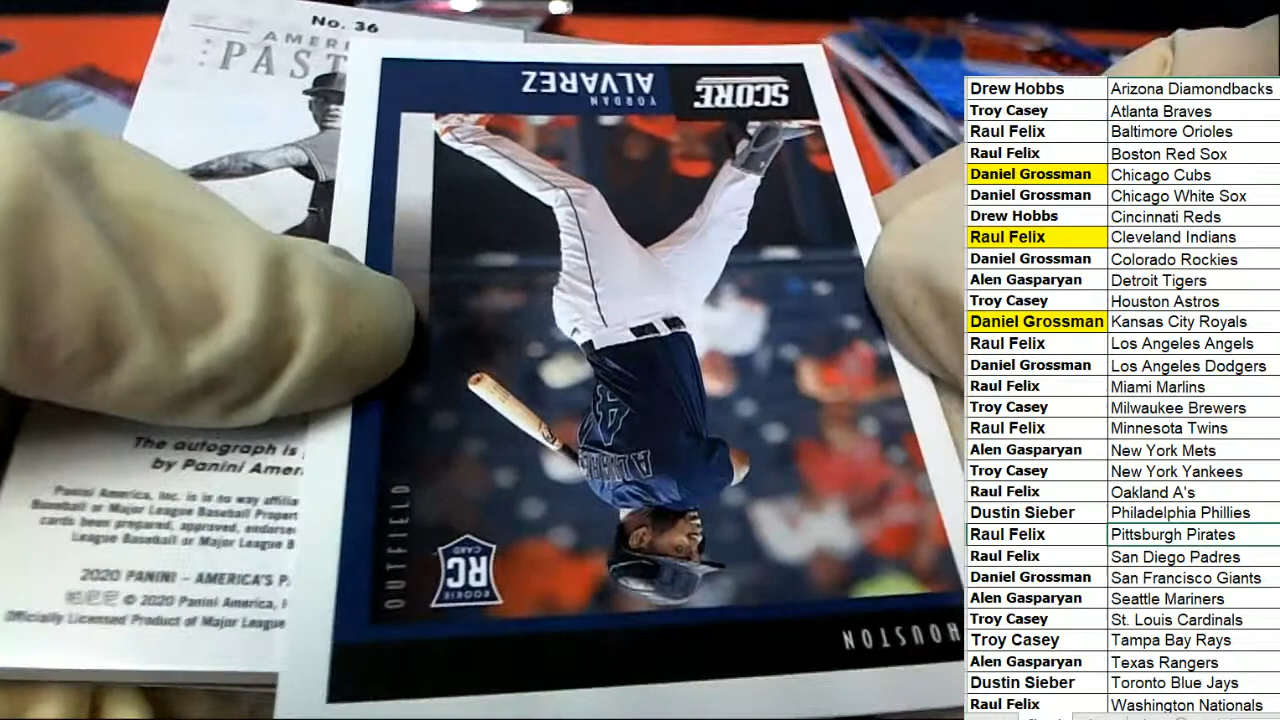 No. 36
AMERI
PAST
SCORE
YORDAN
ALVAREZ
4
OUTFIELD
ROOKIE
RC
CARD
HOUSTON
The autograph is
by Panini Amer
Panini America, Inc. is in no way affilia
Baseball or Major League Baseball Propert
cards been prepared, approved, endorse
League Baseball or Major League B
2020 PANINI – AMERICA'S P
帕尼尼 © 2020 Panini America, I
Officially Licensed Product of Major League
Drew Hobbs Arizona Diamondbacks
Troy Casey Atlanta Braves
Raul Felix Baltimore Orioles
Raul Felix Boston Red Sox
Daniel Grossman Chicago Cubs
Daniel Grossman Chicago White Sox
Drew Hobbs Cincinnati Reds
Raul Felix Cleveland Indians
Daniel Grossman Colorado Rockies
Alen Gasparyan Detroit Tigers
Troy Casey Houston Astros
Daniel Grossman Kansas City Royals
Raul Felix Los Angeles Angels
Daniel Grossman Los Angeles Dodgers
Raul Felix Miami Marlins
Troy Casey Milwaukee Brewers
Raul Felix Minnesota Twins
Alen Gasparyan New York Mets
Troy Casey New York Yankees
Raul Felix Oakland A's
Dustin Sieber Philadelphia Phillies
Raul Felix Pittsburgh Pirates
Raul Felix San Diego Padres
Daniel Grossman San Francisco Giants
Alen Gasparyan Seattle Mariners
Troy Casey St. Louis Cardinals
Troy Casey Tampa Bay Rays
Alen Gasparyan Texas Rangers
Dustin Sieber Toronto Blue Jays
Raul Felix Washington Nationals